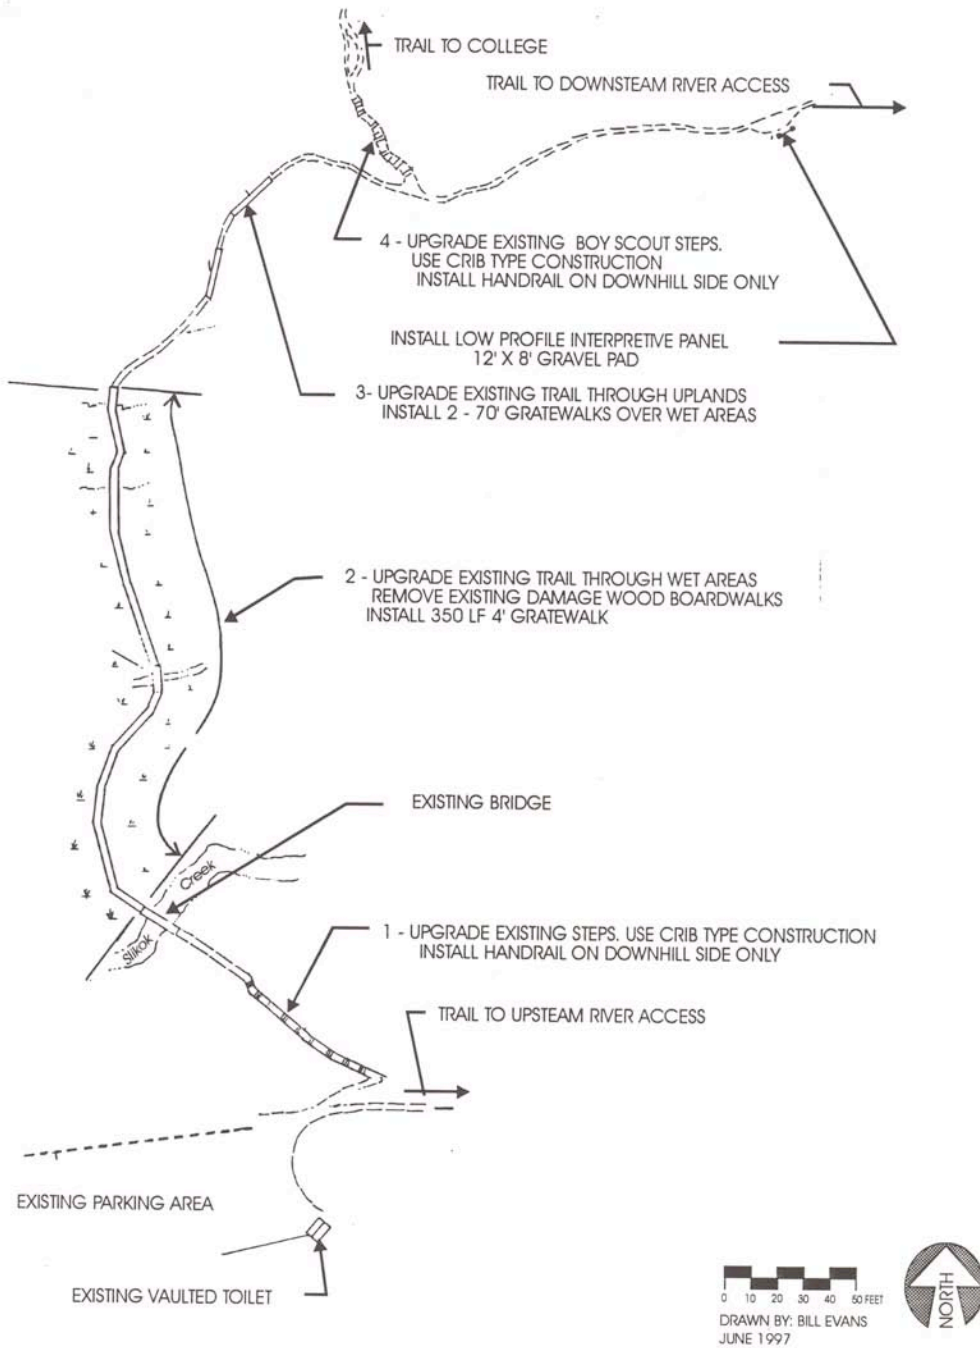 TRAIL TO COLLEGE
TRAIL TO DOWNSTEAM RIVER ACCESS
4 - UPGRADE EXISTING BOY SCOUT STEPS.
USE CRIB TYPE CONSTRUCTION
INSTALL HANDRAIL ON DOWNHILL SIDE ONLY
INSTALL LOW PROFILE INTERPRETIVE PANEL
12' X 8' GRAVEL PAD
3- UPGRADE EXISTING TRAIL THROUGH UPLANDS
INSTALL 2 - 70' GRATEWALKS OVER WET AREAS
2 - UPGRADE EXISTING TRAIL THROUGH WET AREAS
REMOVE EXISTING DAMAGE WOOD BOARDWALKS
INSTALL 350 LF 4' GRATEWALK
EXISTING BRIDGE
Slikok Creek
1 - UPGRADE EXISTING STEPS. USE CRIB TYPE CONSTRUCTION
INSTALL HANDRAIL ON DOWNHILL SIDE ONLY
TRAIL TO UPSTEAM RIVER ACCESS
EXISTING PARKING AREA
EXISTING VAULTED TOILET
0 10 20 30 40 50 FEET
DRAWN BY: BILL EVANS
JUNE 1997
NORTH